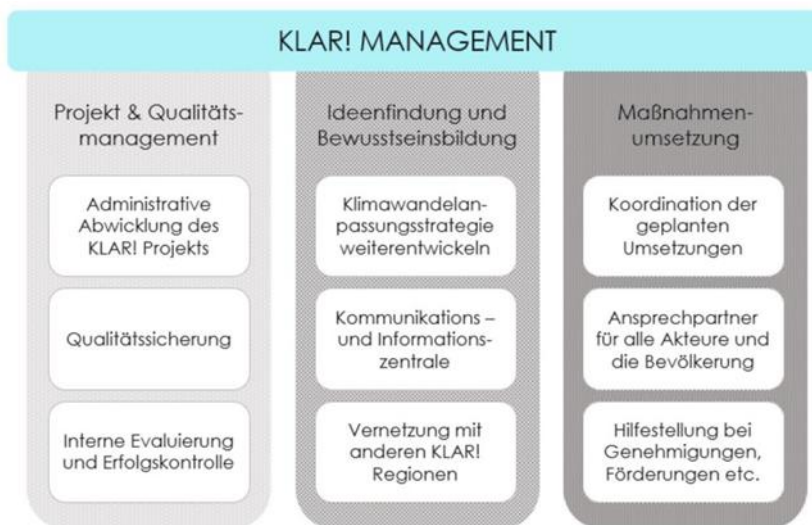 KLAR! MANAGEMENT
Projekt & Qualitäts-
management
Administrative
Abwicklung des
KLAR! Projekts
Qualitätssicherung
Interne Evaluierung
und Erfolgskontrolle
Ideenfindung und
Bewusstseinsbildung
Klimawandelan-
passungsstrategie
weiterentwickeln
Kommunikations –
und Informations-
zentrale
Vernetzung mit
anderen KLAR!
Regionen
Maßnahmen-
umsetzung
Koordination der
geplanten
Umsetzungen
Ansprechpartner
für alle Akteure und
die Bevölkerung
Hilfestellung bei
Genehmigungen,
Förderungen etc.